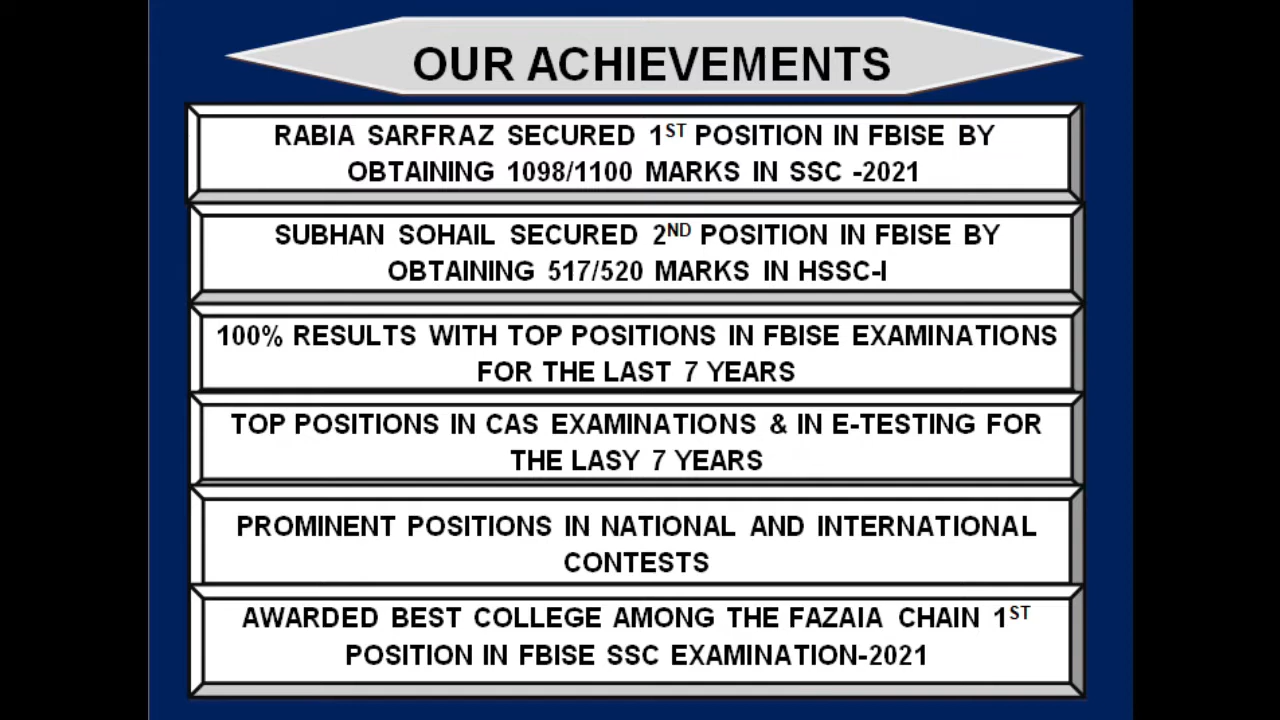 OUR ACHIEVEMENTS
RABIA SARFRAZ SECURED 1ST POSITION IN FBISE BY
OBTAINING 1098/1100 MARKS IN SSC -2021
SUBHAN SOHAIL SECURED 2ND POSITION IN FBISE BY
OBTAINING 517/520 MARKS IN HSSC-I
100% RESULTS WITH TOP POSITIONS IN FBISE EXAMINATIONS
FOR THE LAST 7 YEARS
TOP POSITIONS IN CAS EXAMINATIONS & IN E-TESTING FOR
THE LASY 7 YEARS
PROMINENT POSITIONS IN NATIONAL AND INTERNATIONAL
CONTESTS
AWARDED BEST COLLEGE AMONG THE FAZAIA CHAIN 1ST
POSITION IN FBISE SSC EXAMINATION-2021